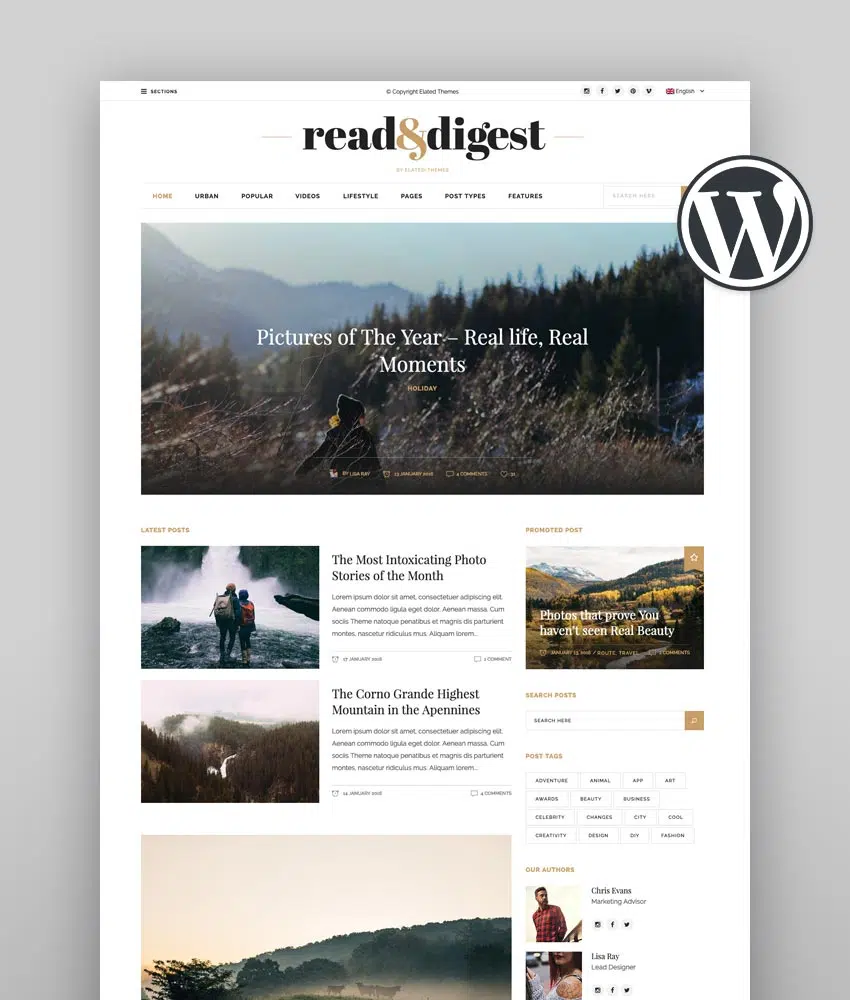 SECTIONS
© Copyright Elated Themes
English
read&digest
BY ELATED THEMES
HOME URBAN POPULAR VIDEOS LIFESTYLE PAGES POST TYPES FEATURES
SEARCH HERE
W
Pictures of The Year – Real life, Real
Moments
HOLIDAY
BY LISA RAY 13 JANUARY 2016 4 COMMENTS 31
LATEST POSTS
The Most Intoxicating Photo
Stories of the Month
Lorem ipsum dolor sit amet, consectetuer adipiscing elit.
Aenean commodo ligula eget dolor. Aenean massa. Cum
sociis Theme natoque penatibus et magnis dis parturient
montes, nascetur ridiculus mus. Aliquam lorem...
17 JANUARY 2016 1 COMMENT
The Corno Grande Highest
Mountain in the Apennines
Lorem ipsum dolor sit amet, consectetuer adipiscing elit.
Aenean commodo ligula eget dolor. Aenean massa. Cum
sociis Theme natoque penatibus et magnis dis parturient
montes, nascetur ridiculus mus. Aliquam lorem...
14 JANUARY 2016 4 COMMENTS
PROMOTED POST
Photos that prove You
haven't seen Real Beauty
JANUARY 13, 2016 / ROUTE, TRAVEL 2 COMMENTS
SEARCH POSTS
SEARCH HERE
POST TAGS
ADVENTURE ANIMAL APP ART
AWARDS BEAUTY BUSINESS
CELEBRITY CHANGES CITY COOL
CREATIVITY DESIGN DIY FASHION
OUR AUTHORS
Chris Evans
Marketing Advisor
Lisa Ray
Lead Designer